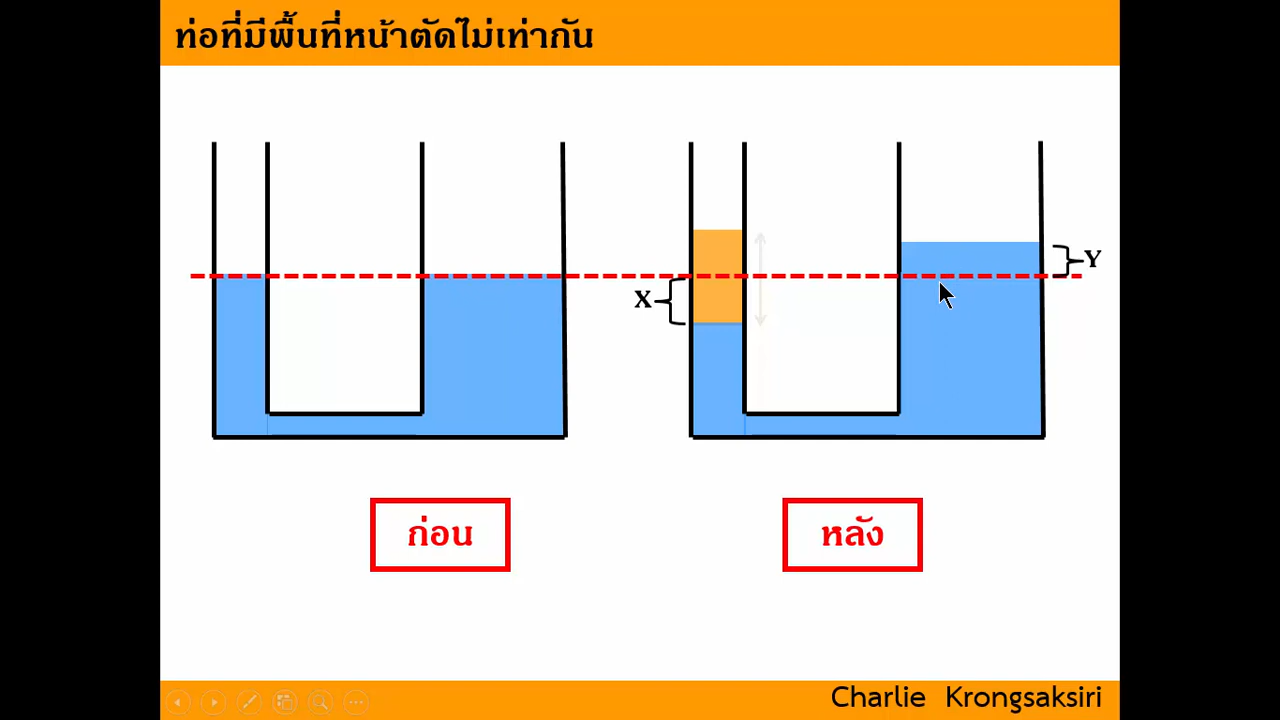 ท่อที่มีพื้นที่หน้าตัดไม่เท่ากัน
Y
X
ก่อน
หลัง
Charlie Krongsaksiri